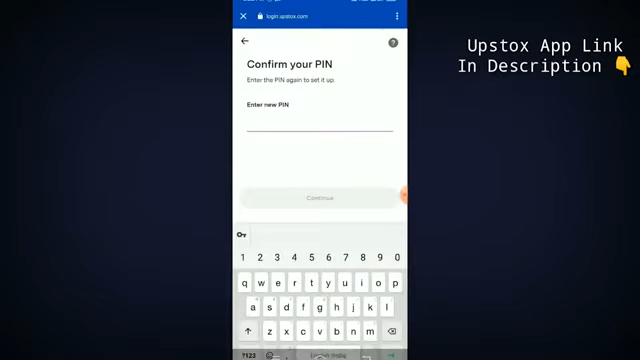 login.upstox.com
Upstox App Link
In Description 👇
?
Confirm your PIN
Enter the PIN again to set it up.
Enter new PIN
Continue
1 2 3 4 5 6 7 8 9 0
q w e r t y u i o p
a s d f g h j k l
z x c v b n m
?123